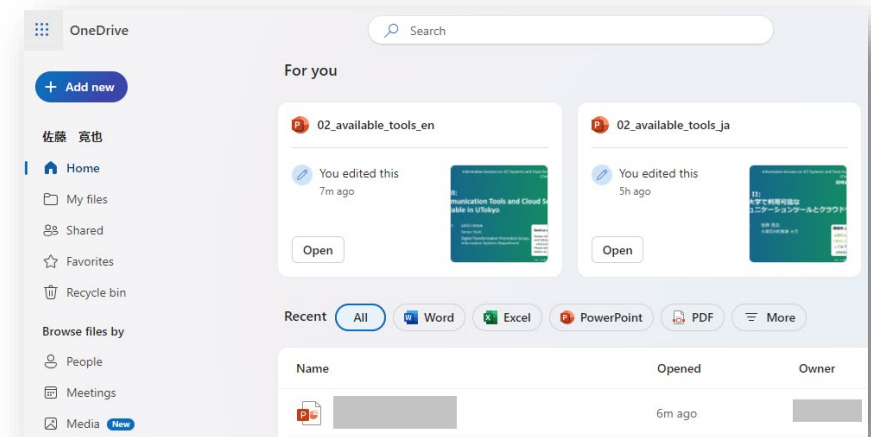 OneDrive
Search
Add new
佐藤　寛也
Home
My files
Shared
Favorites
Recycle bin
Browse files by
People
Meetings
Media New
For you
02_available_tools_en
You edited this
7m ago
Open
02_available_tools_ja
You edited this
5h ago
Open
Recent All Word Excel PowerPoint PDF More
Name Opened Owner
6m ago